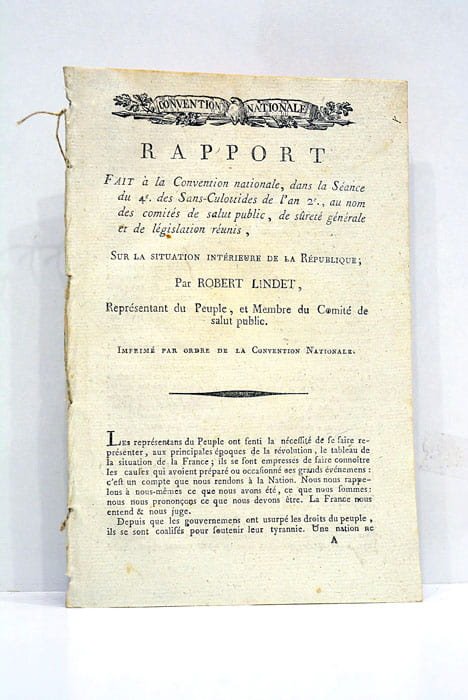 CONVENTION NATIONALE
RAPPORT
FAIT à la Convention nationale, dans la Séance
du 4e. des Sans-Culottides de l'an 2e., au nom
des comités de salut public, de sûreté générale
et de législation réunis,
SUR LA SITUATION INTÉRIEURE DE LA RÉPUBLIQUE;
Par ROBERT LINDET,
Représentant du Peuple, et Membre du Comité de
salut public.
IMPRIMÉ PAR ORDRE DE LA CONVENTION NATIONALE.
LES représentans du Peuple ont ſenti la néceſſité de ſe faire re-
préſenter, aux principales époques de la révolution, le tableau de
la situation de la France; ils se sont empressés de faire connoître
les causes qui avoient préparé ou occasionné ses grands événemens:
c'eſt un compte que nous rendons à la Nation. Nous nous rappe-
lons à nous-mêmes ce que nous avons été, ce que nous sommes:
nous nous prononçons ce que nous devons être. La France nous
entend & nous juge.
Depuis que les gouvernemens ont usurpé les droits du peuple,
ils se sont coaliſés pour ſoutenir leur tyrannie. Une nation ne
A